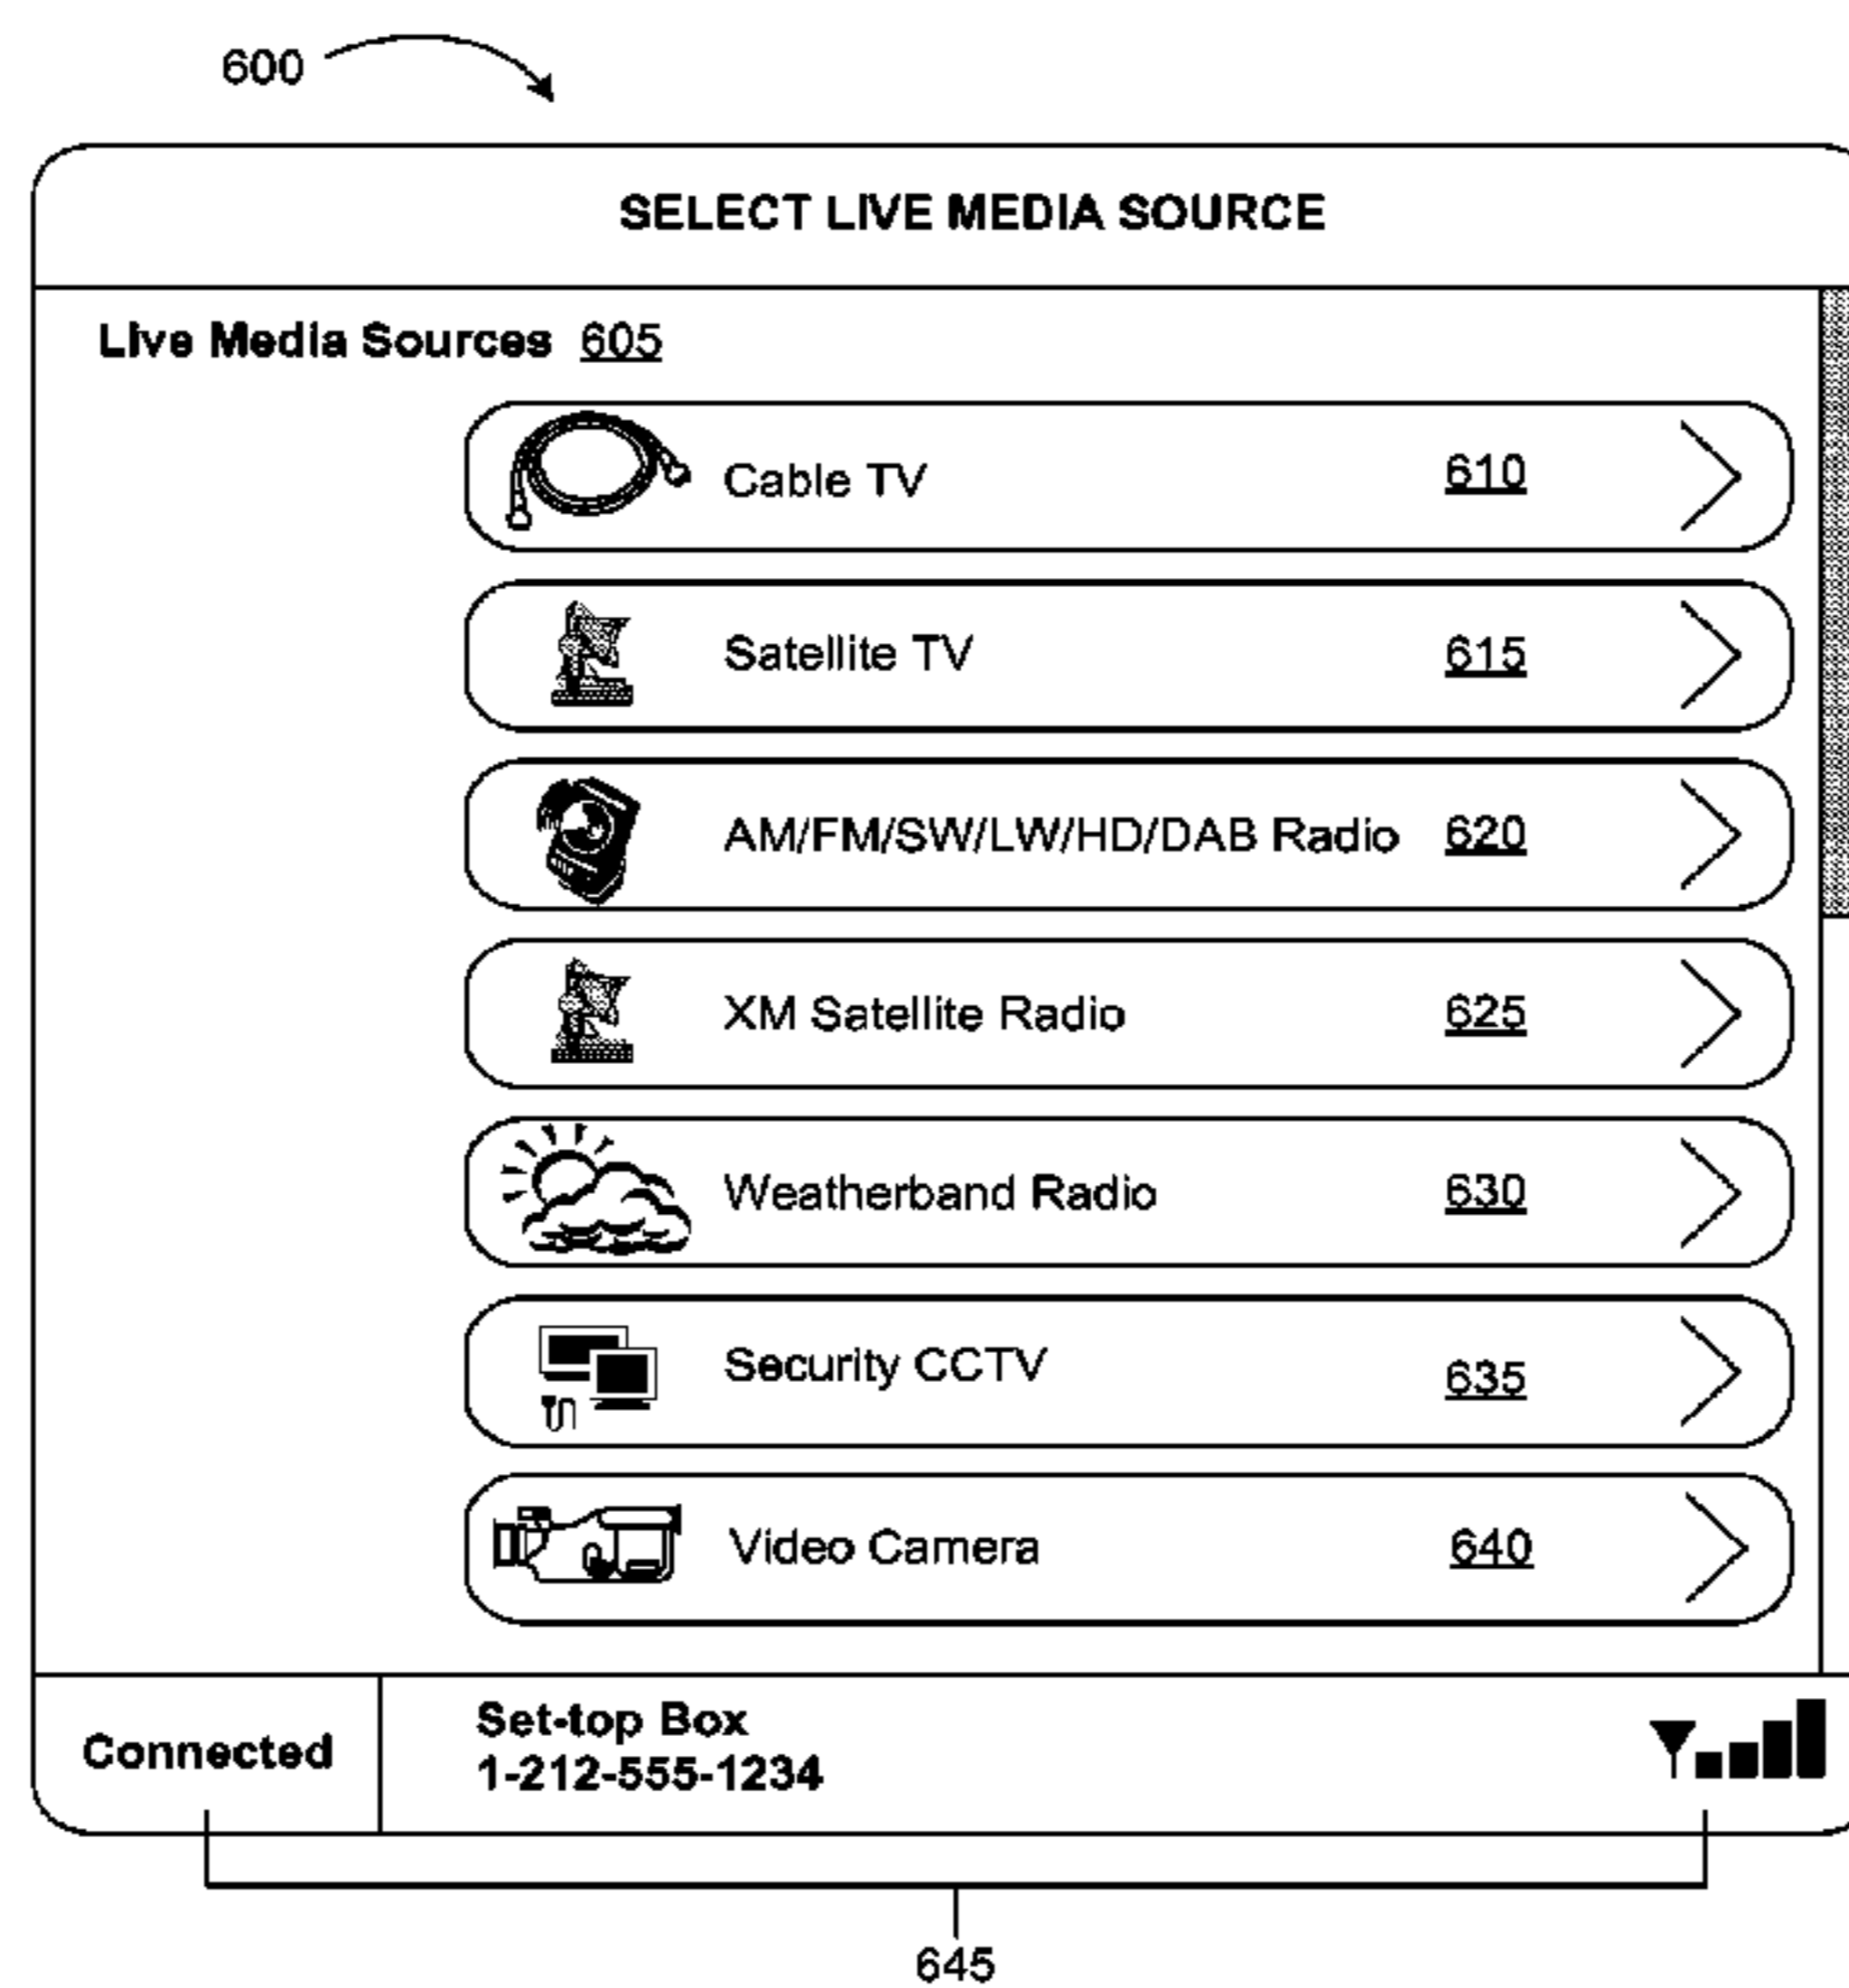 600
SELECT LIVE MEDIA SOURCE
Live Media Sources 605
Cable TV 610
Satellite TV 615
AM/FM/SW/LW/HD/DAB Radio 620
XM Satellite Radio 625
Weatherband Radio 630
Security CCTV 635
Video Camera 640
Connected
Set-top Box
1-212-555-1234
645